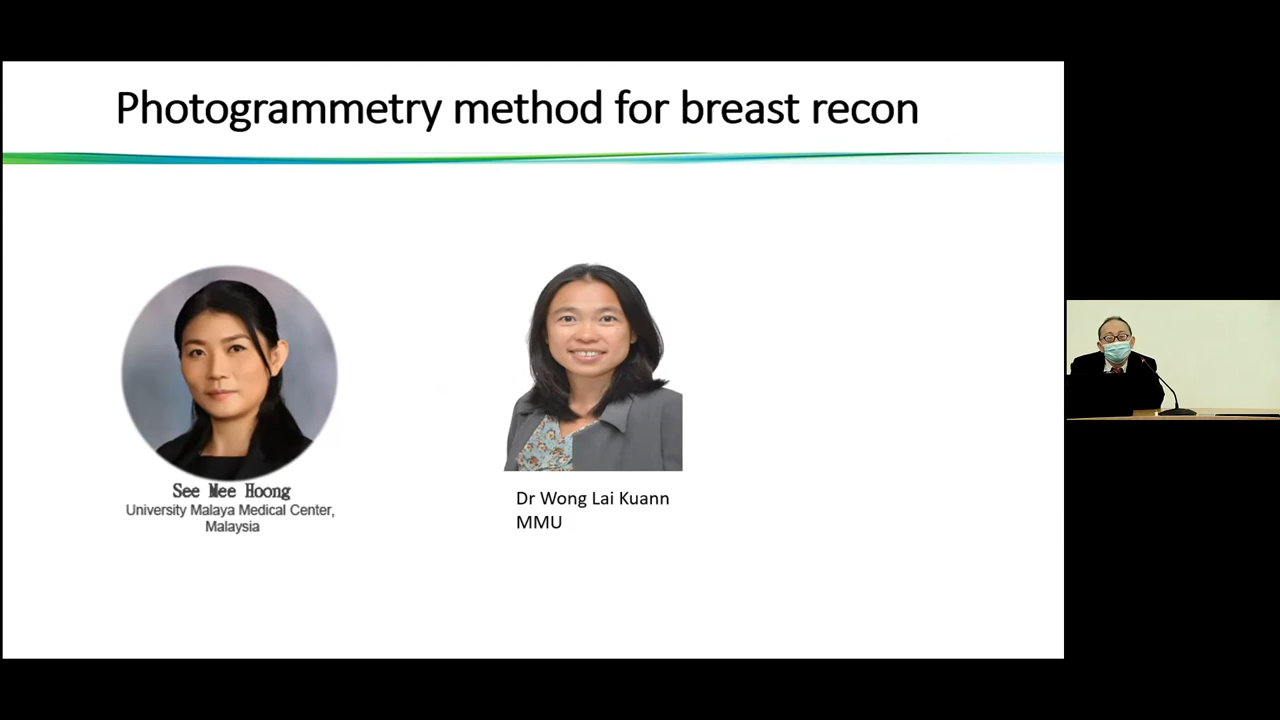 Photogrammetry method for breast recon
See Mee Hoong
University Malaya Medical Center,
Malaysia
Dr Wong Lai Kuann
MMU